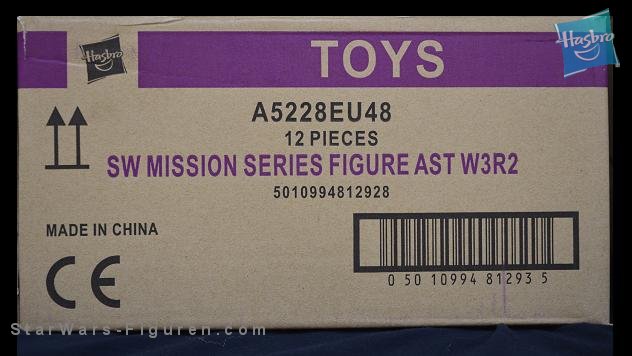 Hasbro
TOYS
Hasbro
A5228EU48
12 PIECES
SW MISSION SERIES FIGURE AST W3R2
5010994812928
MADE IN CHINA
CE
0 50 10994 81293 5
StarWars-Figuren.com